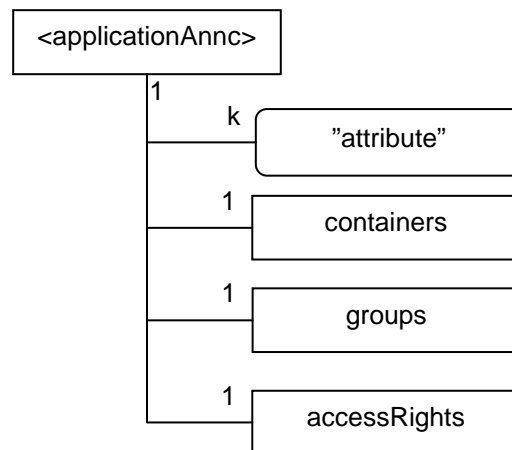 <applicationAnnc>
1
k
”attribute”
1
containers
1
groups
1
accessRights